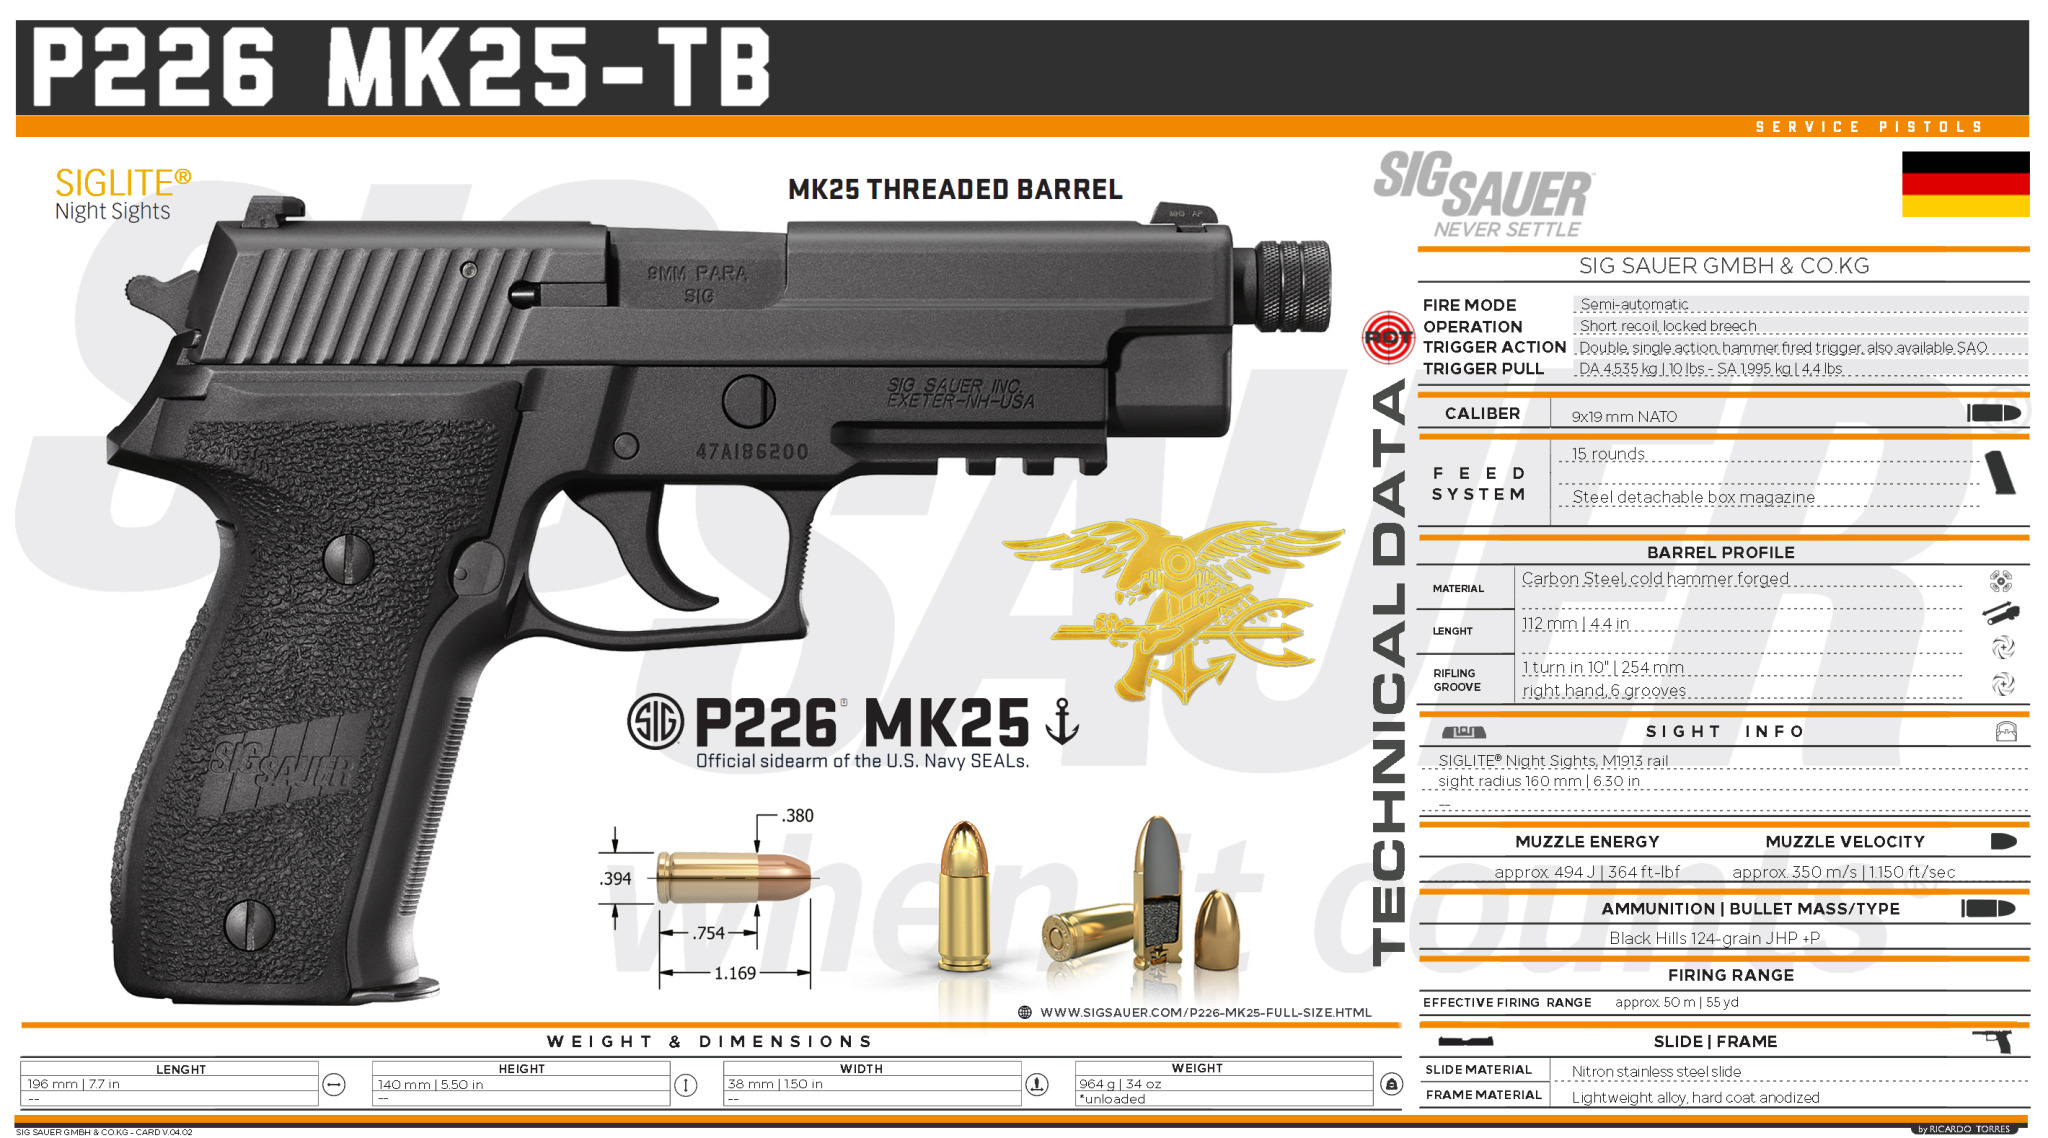 P226 MK25-TB
SERVICE PISTOLS
SIGLITE®
Night Sights
MK25 THREADED BARREL
9MM PARA
SIG
SIG SAUER INC.
EXETER-NH-USA
47A186200
SIG
SAUER
P226 MK25
Official sidearm of the U.S. Navy SEALs.
.380
.394
.754
1.169
WWW.SIGSAUER.COM/P226-MK25-FULL-SIZE.HTML
SIG SAUER
when it counts®
SIG
SAUER
NEVER SETTLE
SIG SAUER GMBH & CO.KG
RDT
TECHNICAL DATA
FIRE MODE Semi-automatic
OPERATION Short recoil, locked breech
TRIGGER ACTION Double, single action, hammer fired trigger, also available SAO
TRIGGER PULL DA 4,535 kg | 10 lbs - SA 1,995 kg | 4,4 lbs
CALIBER 9x19 mm NATO
FEED SYSTEM 15 rounds
Steel detachable box magazine
BARREL PROFILE
MATERIAL Carbon Steel, cold hammer forged
LENGHT 112 mm | 4.4 in
RIFLING 1 turn in 10" | 254 mm
GROOVE right hand, 6 grooves
SIGHT INFO
SIGLITE® Night Sights, M1913 rail
sight radius 160 mm | 6.30 in
--
MUZZLE ENERGY MUZZLE VELOCITY
approx. 494 J | 364 ft-lbf approx. 350 m/s | 1.150 ft/sec
AMMUNITION | BULLET MASS/TYPE
Black Hills 124-grain JHP +P
FIRING RANGE
EFFECTIVE FIRING RANGE approx. 50 m | 55 yd
SLIDE | FRAME
SLIDE MATERIAL Nitron stainless steel slide
FRAME MATERIAL Lightweight alloy, hard coat anodized
WEIGHT & DIMENSIONS
LENGHT HEIGHT WIDTH WEIGHT
196 mm | 7.7 in 140 mm | 5.50 in 38 mm | 1.50 in 964 g | 34 oz
-- -- -- *unloaded
SIG SAUER GMBH & CO.KG - CARD V.04.02
by RICARDO TORRES